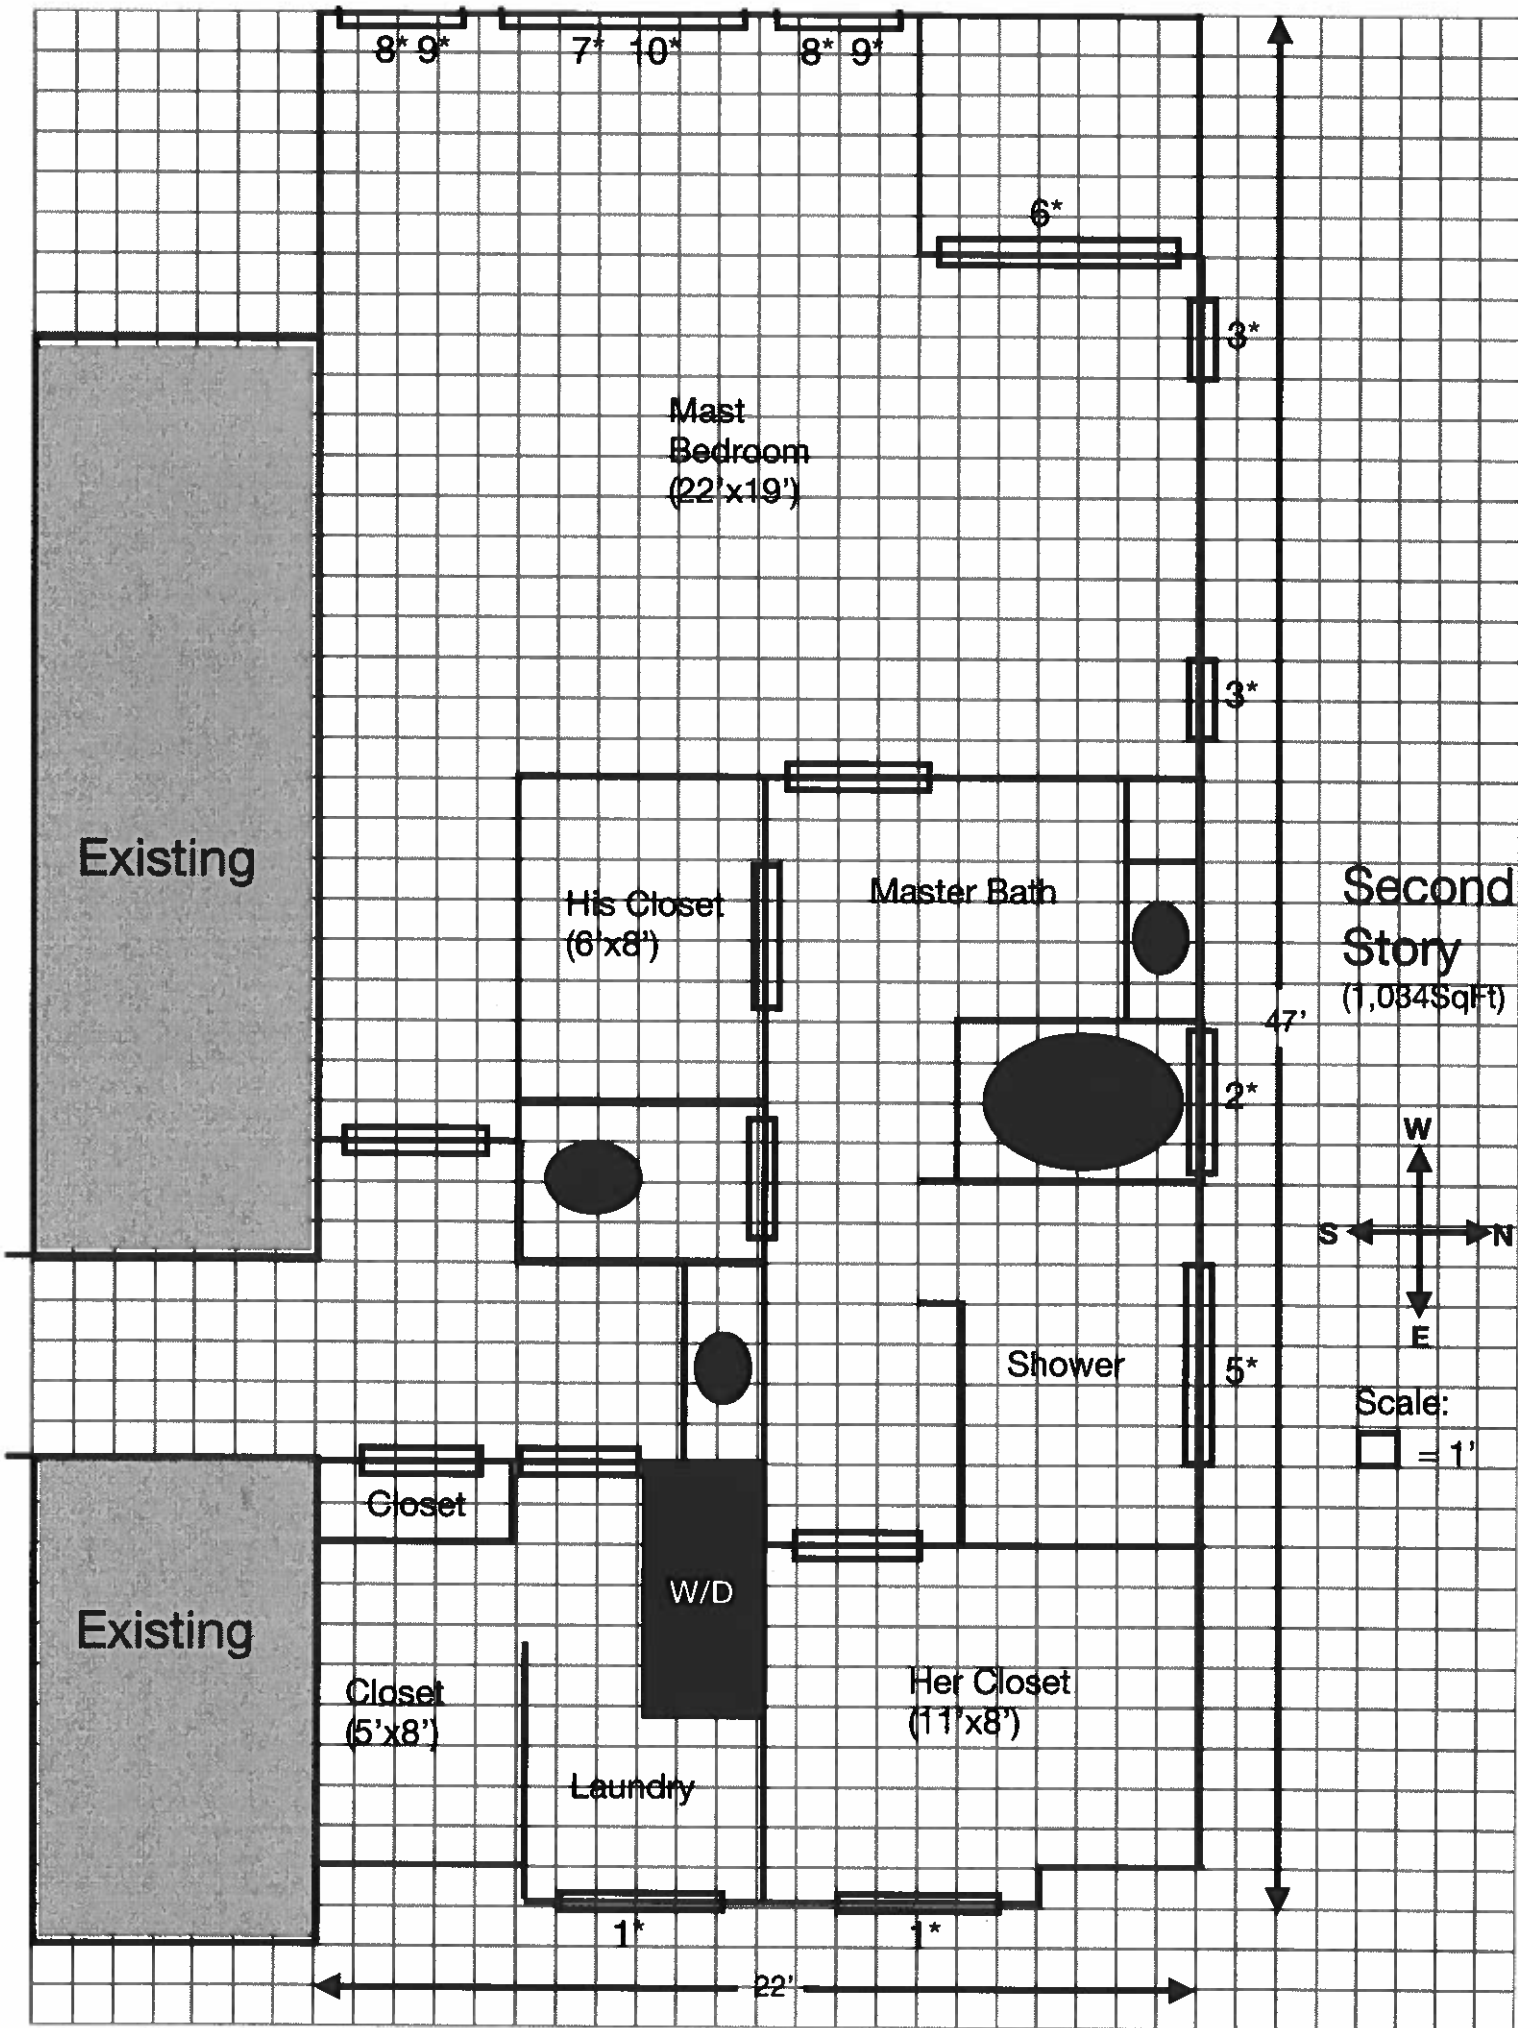 8* 9*
7* 10*
8* 9*
6*
3*
Mast
Bedroom
(22'x19')
3*
Existing
His Closet
(6'x8')
Master Bath
Second
Story
(1,034SqFt)
47'
2*
W
S
N
E
Shower
5*
Scale:
= 1'
Closet
W/D
Existing
Closet
(5'x8')
Her Closet
(11'x8')
Laundry
1*
1*
22'